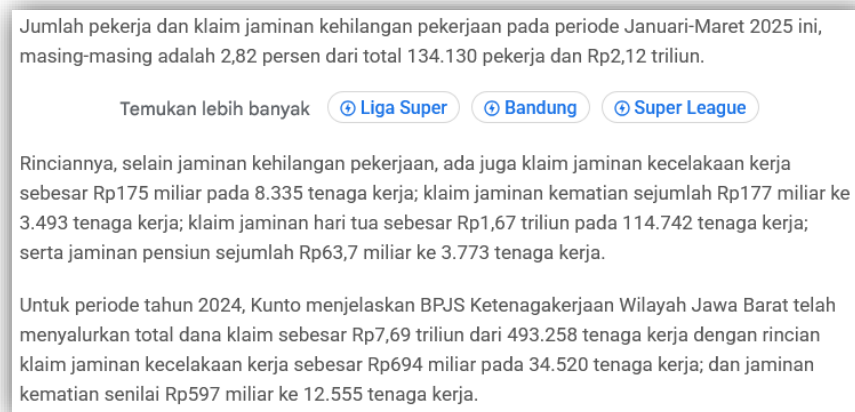 Jumlah pekerja dan klaim jaminan kehilangan pekerjaan pada periode Januari-Maret 2025 ini,
masing-masing adalah 2,82 persen dari total 134.130 pekerja dan Rp2,12 triliun.
Temukan lebih banyak Liga Super Bandung Super League
Rinciannya, selain jaminan kehilangan pekerjaan, ada juga klaim jaminan kecelakaan kerja
sebesar Rp175 miliar pada 8.335 tenaga kerja; klaim jaminan kematian sejumlah Rp177 miliar ke
3.493 tenaga kerja; klaim jaminan hari tua sebesar Rp1,67 triliun pada 114.742 tenaga kerja;
serta jaminan pensiun sejumlah Rp63,7 miliar ke 3.773 tenaga kerja.
Untuk periode tahun 2024, Kunto menjelaskan BPJS Ketenagakerjaan Wilayah Jawa Barat telah
menyalurkan total dana klaim sebesar Rp7,69 triliun dari 493.258 tenaga kerja dengan rincian
klaim jaminan kecelakaan kerja sebesar Rp694 miliar pada 34.520 tenaga kerja; dan jaminan
kematian senilai Rp597 miliar ke 12.555 tenaga kerja.